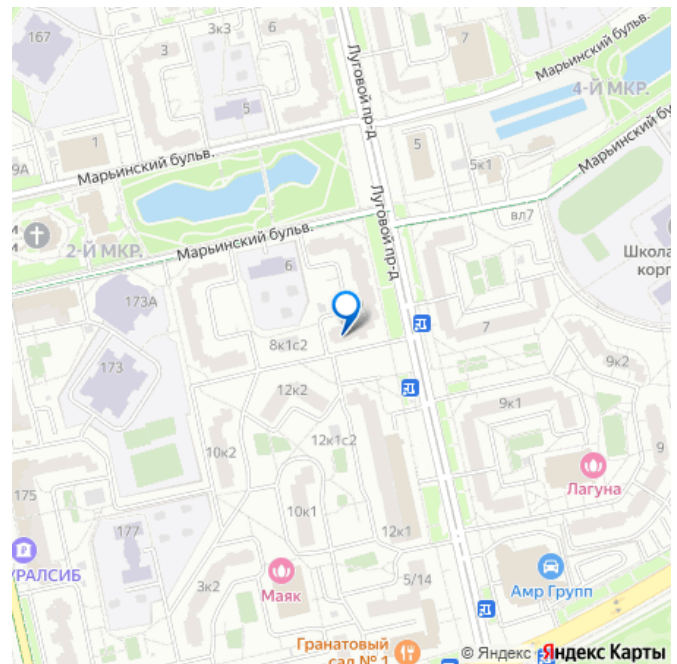 167
3к3
6
3
7
Марьинский бульв.
4-Й МКР.
Луговой пр-д
5
1
9А
Марьинский бульв.
5
5к1
Марьинский бу
Луговой пр-д
вл7
Марьинский бульв.
2-Й МКР.
6
Школа
корп
173А
8к1с2
7
173
12к2
9к2
9к1
10к2
12к1с2
9
Лагуна
175
10к1
177
12к1
УРАЛСИБ
3к2
Маяк
5/14
Амр Групп
Гранатовый
сад № 1
© Яндекс
Яндекс Карты